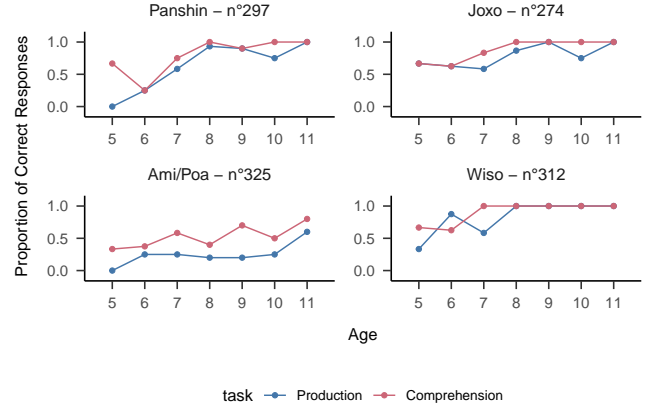 Panshin − n°297
Joxo − n°274
1.0
0.5
0.0
5 6 7 8 9 10 11
1.0
0.5
0.0
5 6 7 8 9 10 11
Ami/Poa − n°325
Wiso − n°312
1.0
0.5
0.0
5 6 7 8 9 10 11
1.0
0.5
0.0
5 6 7 8 9 10 11
Proportion of Correct Responses
Age
task Production Comprehension